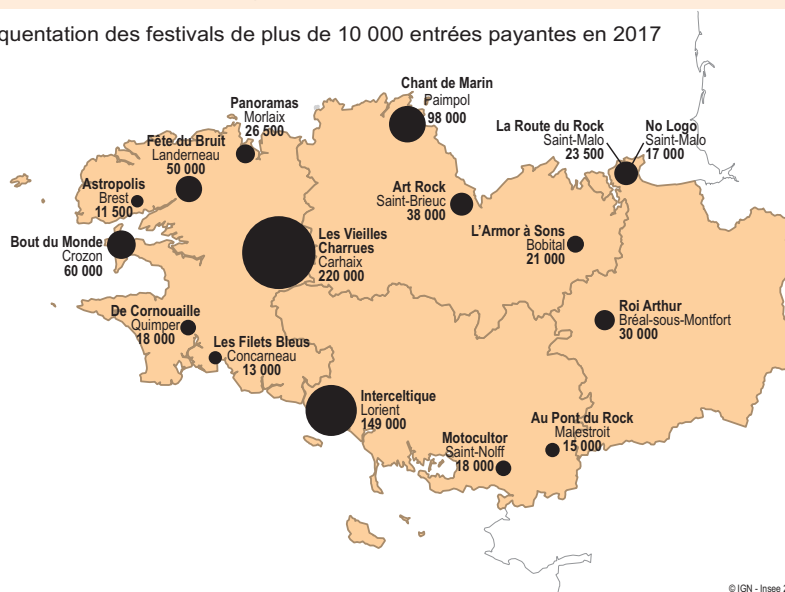 quentation des festivals de plus de 10 000 entrées payantes en 2017
Chant de Marin
Paimpol
98 000
Panoramas
Morlaix
26 500
La Route du Rock
Saint-Malo
23 500
No Logo
Saint-Malo
17 000
Fête du Bruit
Landerneau
50 000
Astropolis
Brest
11 500
Art Rock
Saint-Brieuc
38 000
Bout du Monde
Crozon
60 000
Les Vieilles
Charrues
Carhaix
220 000
L'Armor à Sons
Bobital
21 000
De Cornouaille
Quimper
18 000
Roi Arthur
Bréal-sous-Montfort
30 000
Les Filets Bleus
Concarneau
13 000
Interceltique
Lorient
149 000
Au Pont du Rock
Malestroit
15 000
Motocultor
Saint-Nolff
18 000
© IGN - Insee 2